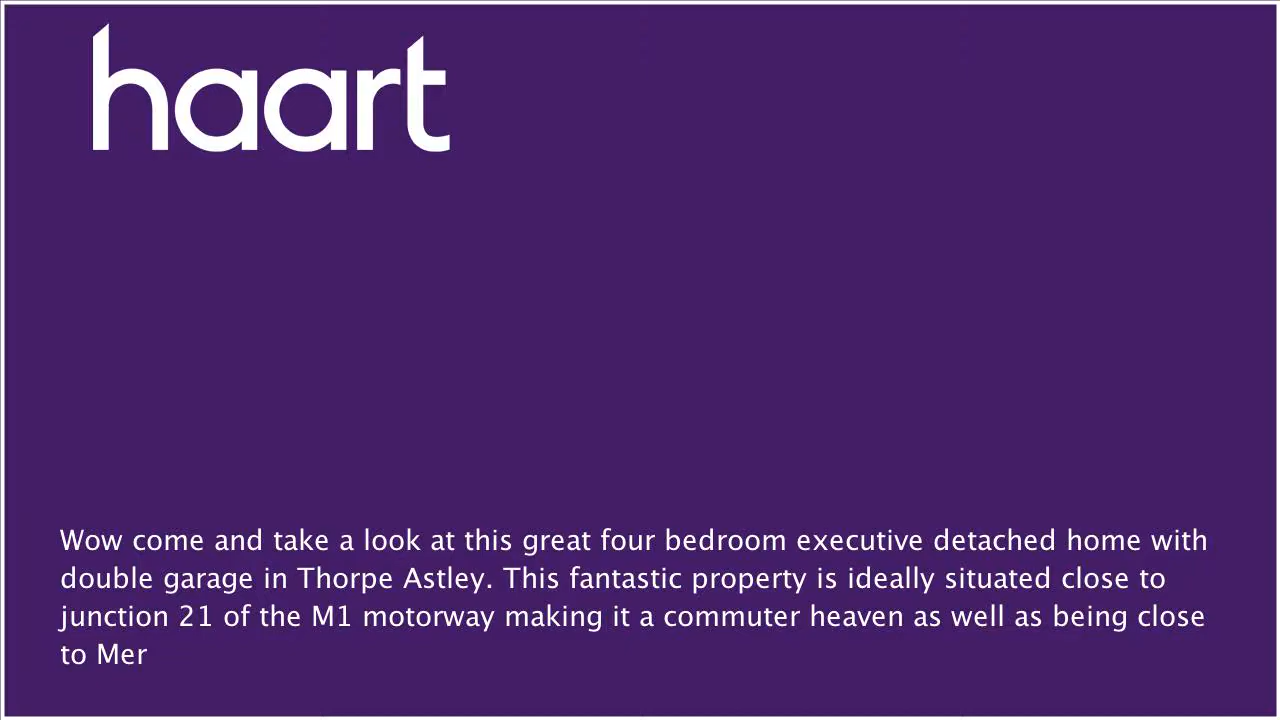 haart
Wow come and take a look at this great four bedroom executive detached home with
double garage in Thorpe Astley. This fantastic property is ideally situated close to
junction 21 of the M1 motorway making it a commuter heaven as well as being close
to Mer